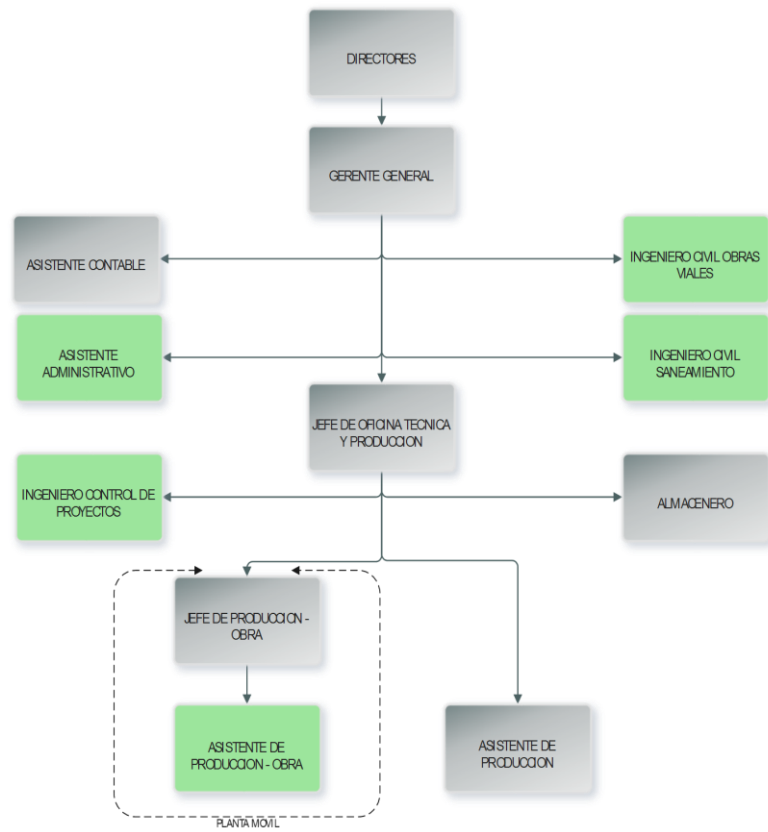 DIRECTORES
GERENTE GENERAL
ASISTENTE CONTABLE
INGENIERO CIVIL OBRAS
VIALES
ASISTENTE
ADMINISTRATIVO
INGENIERO CIVIL
SANEAMIENTO
JEFE DE OFICINA TECNICA
Y PRODUCCION
INGENIERO CONTROL DE
PROYECTOS
ALMACENERO
JEFE DE PRODUCCION -
OBRA
ASISTENTE DE
PRODUCCION - OBRA
ASISTENTE DE
PRODUCCION
PLANTA MOVIL